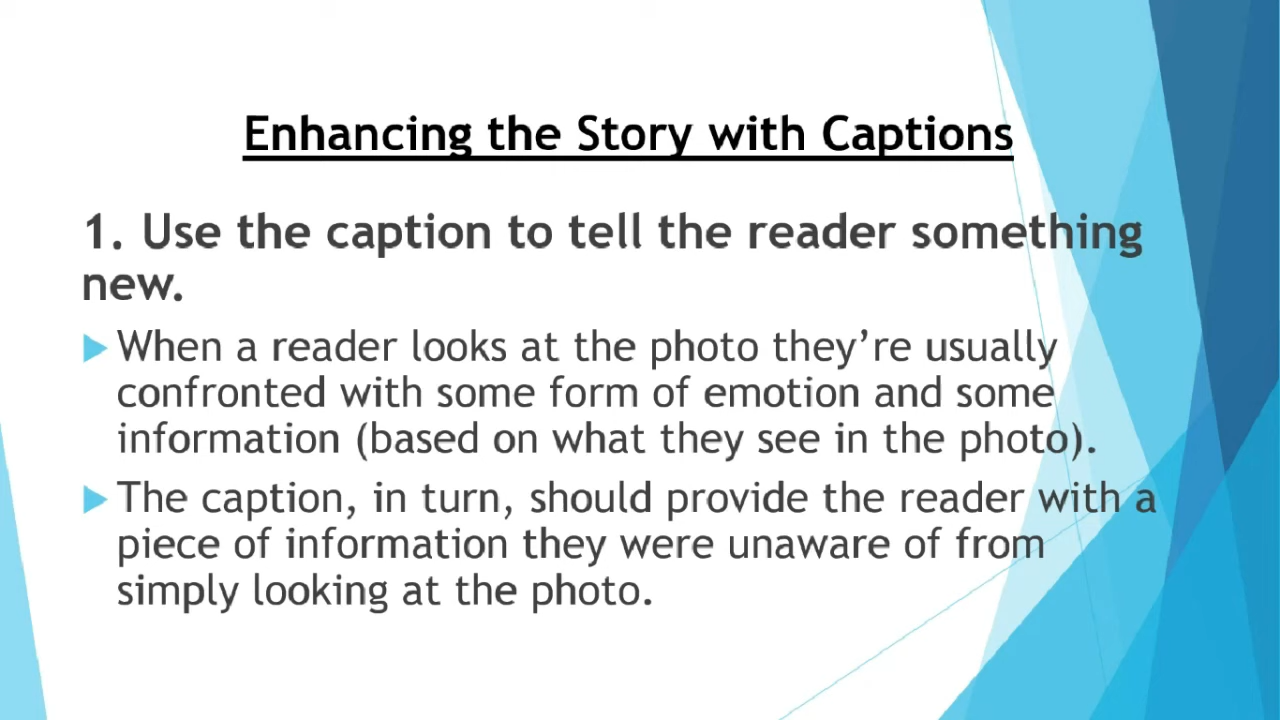 Enhancing the Story with Captions
1. Use the caption to tell the reader something
new.
When a reader looks at the photo they’re usually
confronted with some form of emotion and some
information (based on what they see in the photo).
The caption, in turn, should provide the reader with a
piece of information they were unaware of from
simply looking at the photo.